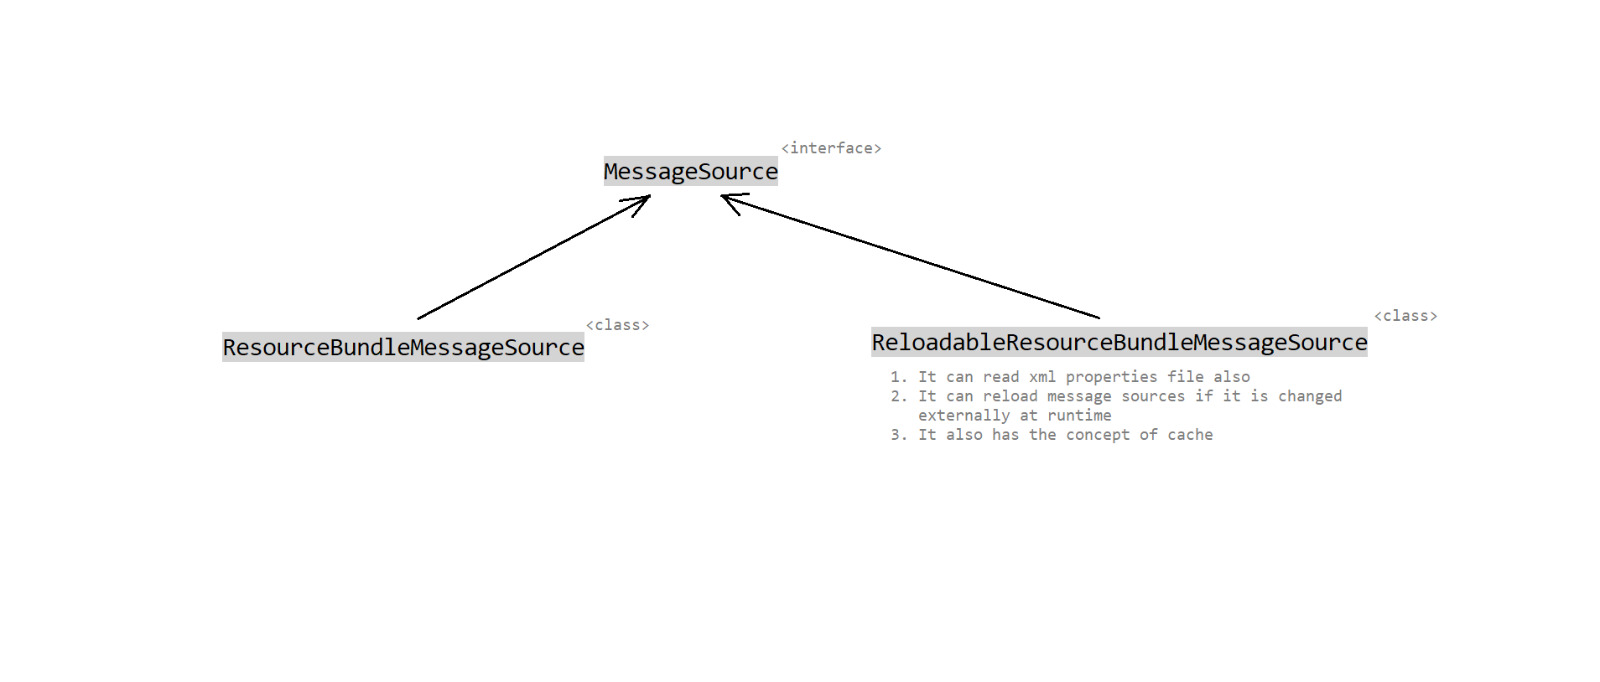 <interface>
MessageSource
<class>
ResourceBundleMessageSource
<class>
ReloadableResourceBundleMessageSource
1. It can read xml properties file also
2. It can reload message sources if it is changed
externally at runtime
3. It also has the concept of cache